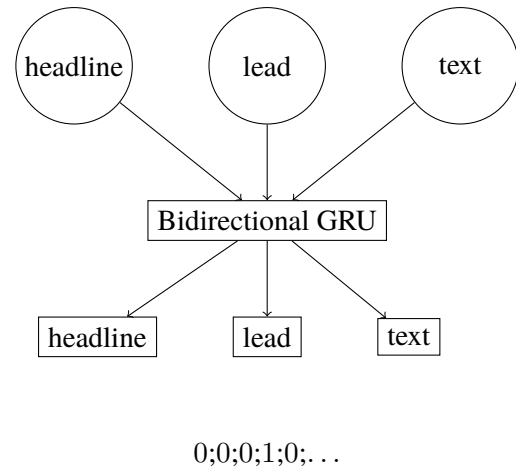 headline lead text
Bidirectional GRU
headline lead text
0;0;0;1;0;...